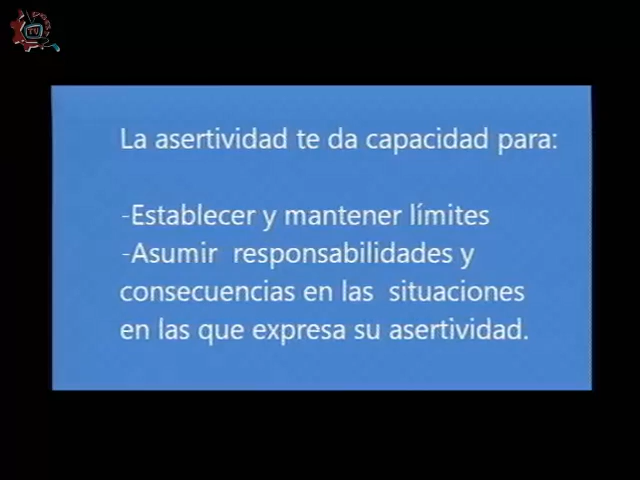 TV
La asertividad te da capacidad para:
-Establecer y mantener límites
-Asumir  responsabilidades y
consecuencias en las  situaciones
en las que expresa su asertividad.